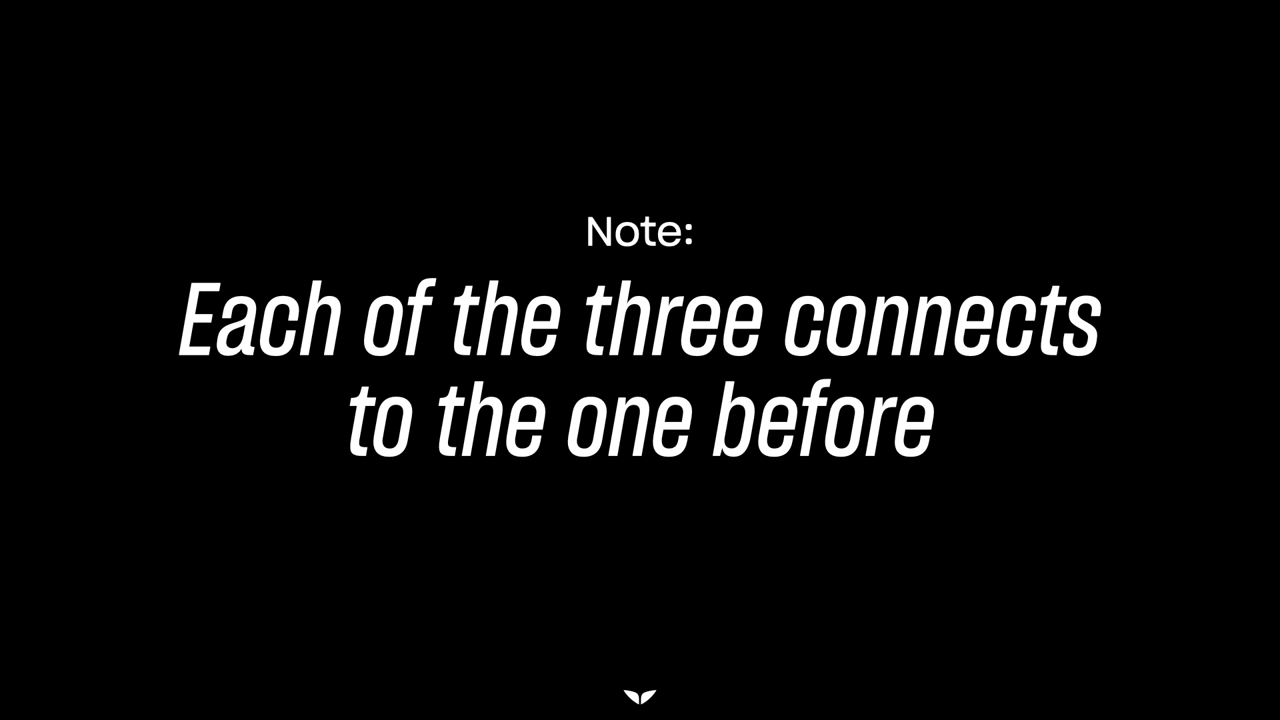 Note:
Each of the three connects
to the one before